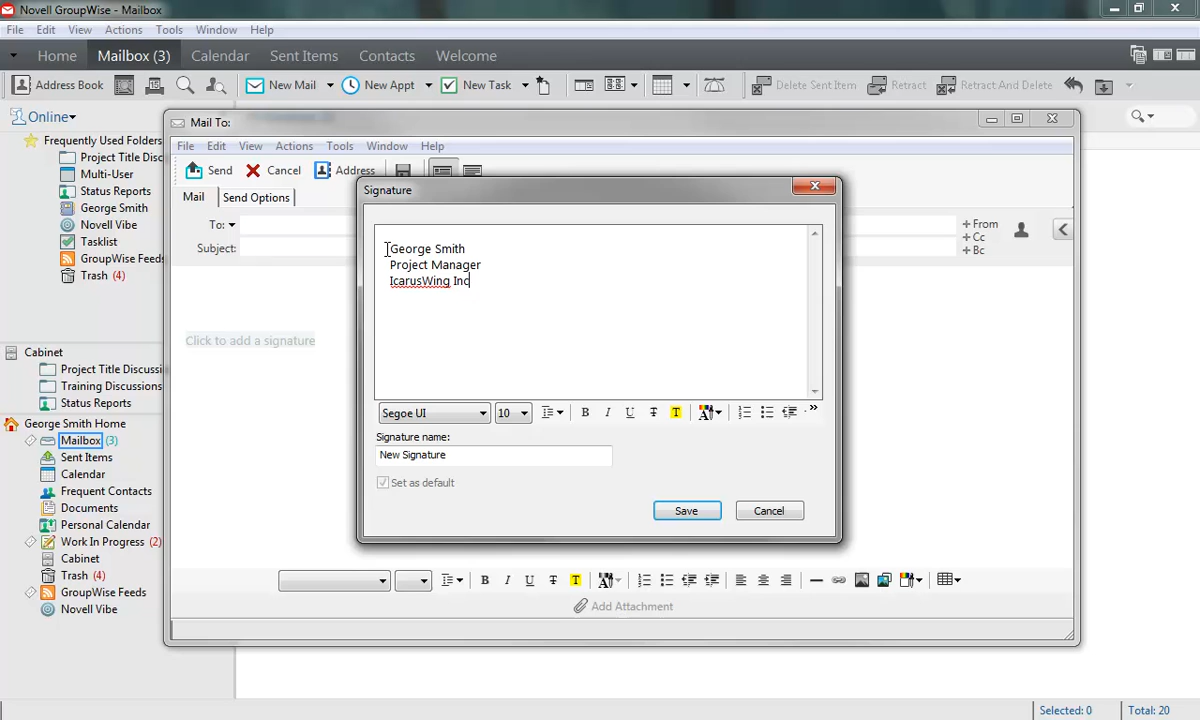 Novell GroupWise - Mailbox
File Edit View Actions Tools Window Help
Home Mailbox (3) Calendar Sent Items Contacts Welcome
Address Book New Mail New Appt New Task Delete Sent Item Retract Retract And Delete
Online
Frequently Used Folders
Project Title Disc
Multi-User
Status Reports
George Smith
Novell Vibe
Tasklist
GroupWise Feeds
Trash (4)
Cabinet
Project Title Discussi
Training Discussions
Status Reports
George Smith Home
Mailbox (3)
Sent Items
Calendar
Frequent Contacts
Documents
Personal Calendar
Work In Progress (2)
Cabinet
Trash (4)
GroupWise Feeds
Novell Vibe
Mail To:
File Edit View Actions Tools Window Help
Send Cancel Address
Mail Send Options
To:
Subject:
+ From
+ Cc
+ Bc
Click to add a signature
Signature
George Smith
Project Manager
IcarusWing Inc
Segoe UI 10 B I U T T A
Signature name:
New Signature
Set as default
Save Cancel
B I U T T A
Add Attachment
Selected: 0 Total: 20